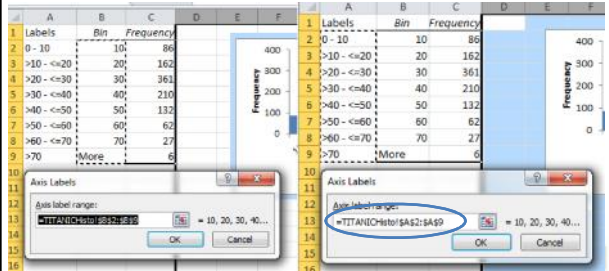 A B C D E F
1 Labels Bin Frequency
2 0 - 10 10 86
3 >10 - <=20 20 162
4 >20 - <=30 30 361
5 >30 - <=40 40 210
6 >40 - <=50 50 132
7 >50 - <=60 60 62
8 >60 - <=70 70 27
9 >70 More 6
10
11
12
13
14
15
16
Frequency
400
300
200
100
0
Axis Labels
Axis label range:
=TITANICHisto!$B$2:$B$9 = 10, 20, 30, 40...
OK Cancel
A B C D E F
1 Labels Bin Frequency
2 0 - 10 10 86
3 >10 - <=20 20 162
4 >20 - <=30 30 361
5 >30 - <=40 40 210
6 >40 - <=50 50 132
7 >50 - <=60 60 62
8 >60 - <=70 70 27
9 >70 More 6
10
11
12
13
14
15
16
Frequency
400
300
200
100
0
Axis Labels
Axis label range:
=TITANICHisto!$A$2:$A$9 = 10, 20, 30, 40...
OK Cancel